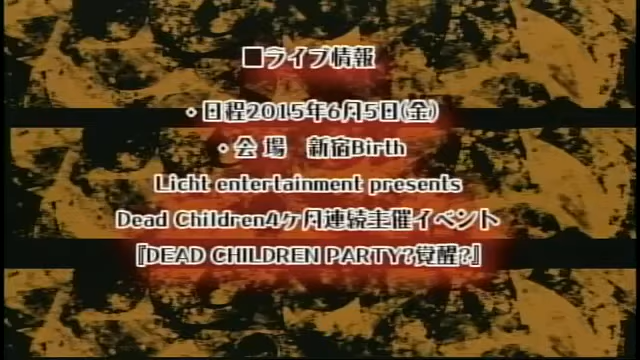 ■ライブ情報
・日程2015年6月5日(金)
・会 場　新宿Birth
Licht entertainment presents
Dead Children4ケ月連続主催イベント
『DEAD CHILDREN PARTY?覚醒?』